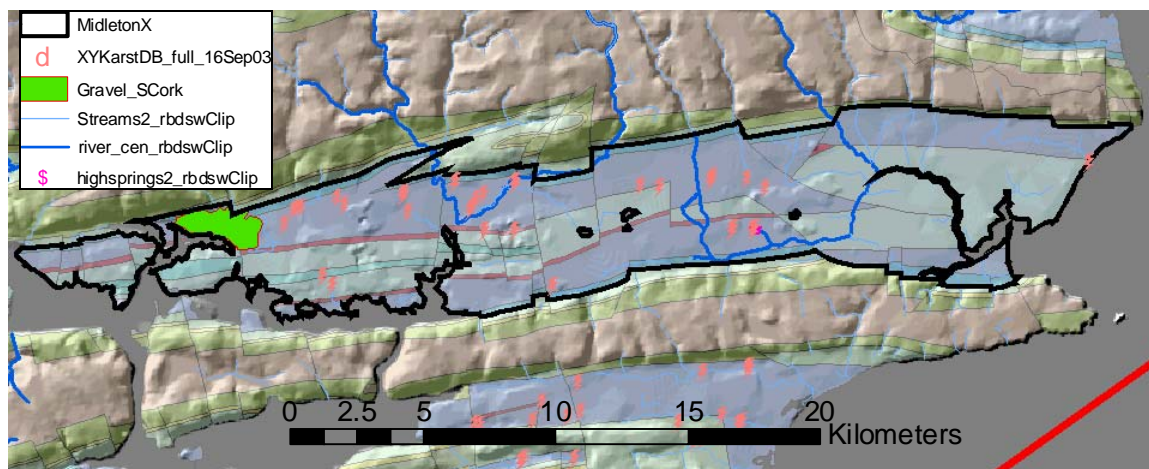 MidletonX
d XYKarstDB_full_16Sep03
Gravel_SCork
Streams2_rbdswClip
river_cen_rbdswClip
$ highsprings2_rbdswClip
0 2.5 5 10 15 20
Kilometers